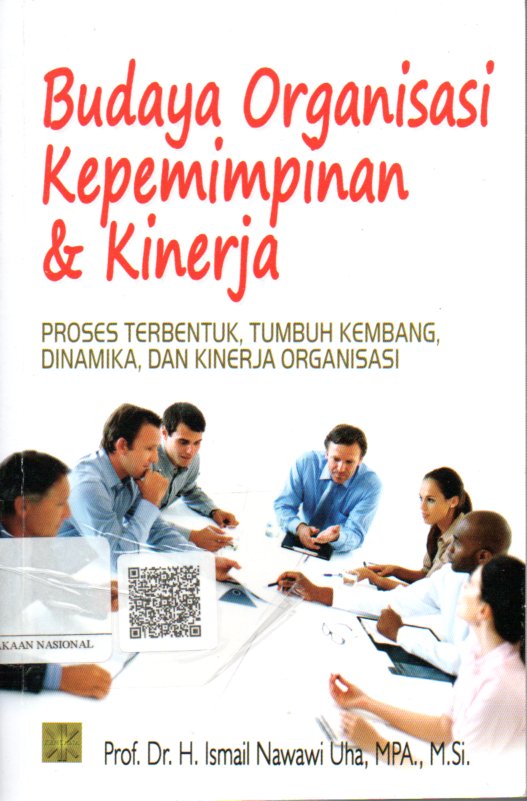 Budaya Organisasi
Kepemimpinan
& Kinerja
PROSES TERBENTUK, TUMBUH KEMBANG,
DINAMIKA, DAN KINERJA ORGANISASI
AKAAN NASIONAL
Prof. Dr. H. Ismail Nawawi Uha, MPA., M.Si.